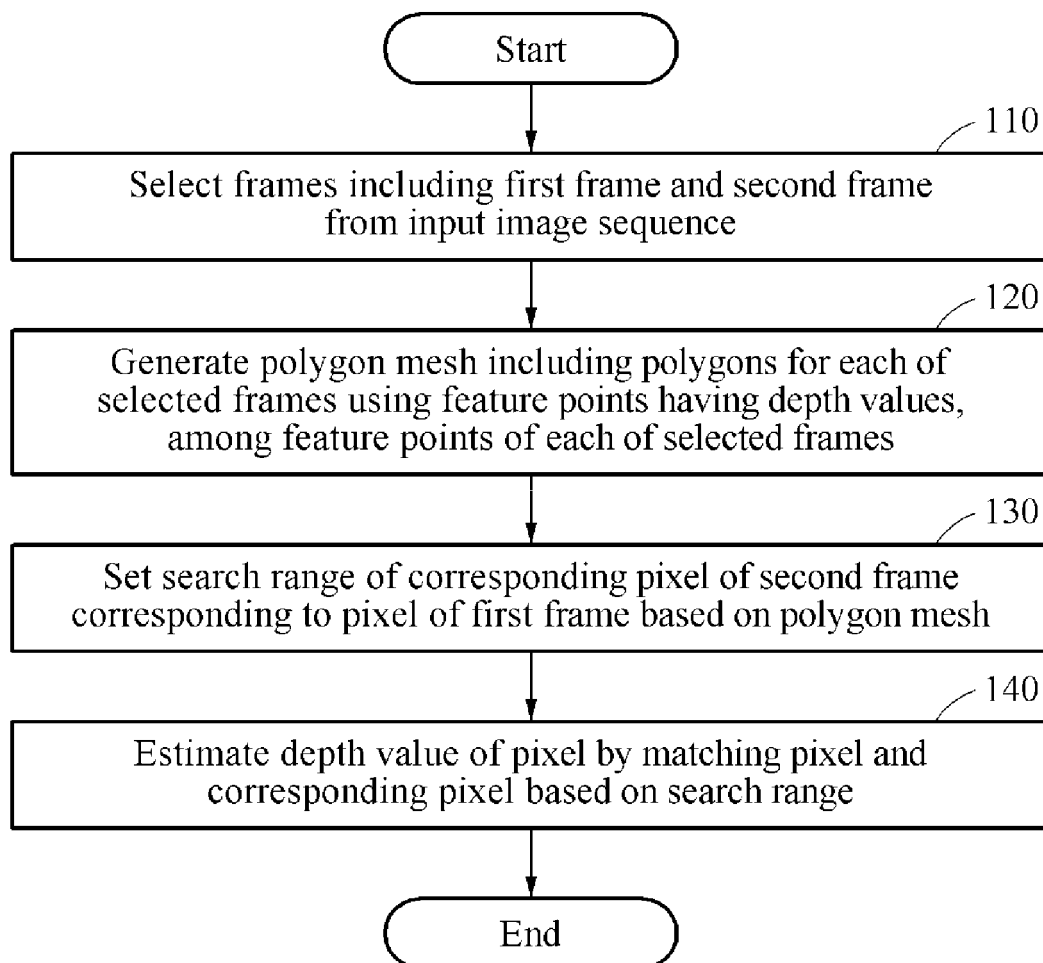 Start
110
Select frames including first frame and second frame
from input image sequence
120
Generate polygon mesh including polygons for each of
selected frames using feature points having depth values,
among feature points of each of selected frames
130
Set search range of corresponding pixel of second frame
corresponding to pixel of first frame based on polygon mesh
140
Estimate depth value of pixel by matching pixel and
corresponding pixel based on search range
End